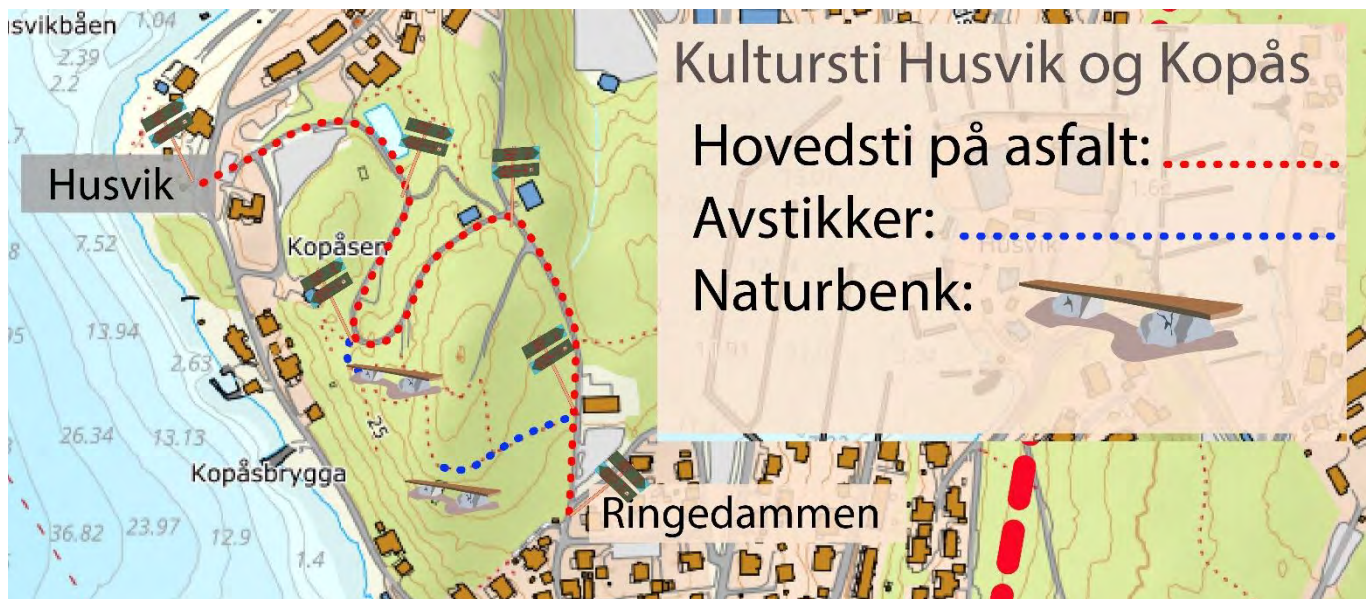 svikbåen
1.04
2.39
2.2
Kultursti Husvik og Kopås
Hovedsti på asfalt:
Husvik
Avstikker:
Husvik
7.52
Kopåsen
Naturbenk:
13.94
2.63
25
26.34
13.13
Kopåsbrygga
36.82
23.97
12.9
1.4
Ringedammen